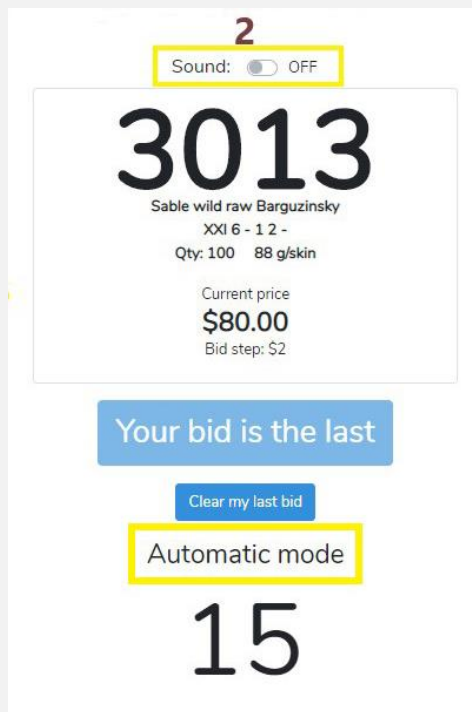 2
Sound: OFF
3013
Sable wild raw Barguzinsky
XXl 6 - 1 2 -
Qty: 100 88 g/skin
Current price
$80.00
Bid step: $2
Your bid is the last
Clear my last bid
Automatic mode
15